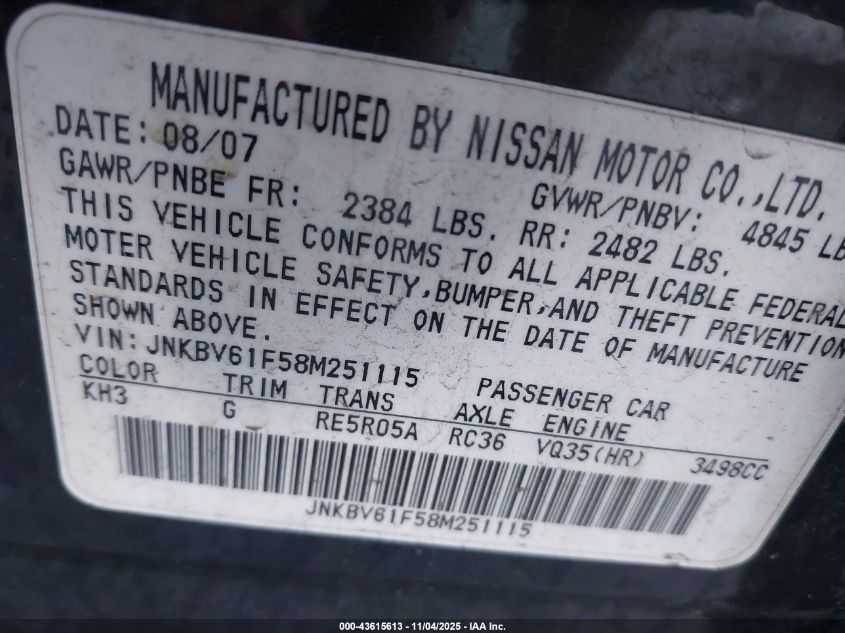 MANUFACTURED BY NISSAN MOTOR CO.,LTD.
DATE: 08/07 GVWR/PNBV: 4845 LB
GAWR/PNBE FR: 2384 LBS. RR: 2482 LBS.
THIS VEHICLE CONFORMS TO ALL APPLICABLE FEDERAL
MOTER VEHICLE SAFETY,BUMPER,AND THEFT PREVENTION
STANDARDS IN EFFECT ON THE DATE OF MANUFACTURE
SHOWN ABOVE.
VIN: JNKBV61F58M251115 PASSENGER CAR
COLOR TRIM TRANS AXLE ENGINE
KH3 G RE5R05A RC36 VQ35(HR) 3498CC
JNKBV61F58M251115
000-43615613 - 11/04/2025 - IAA Inc.